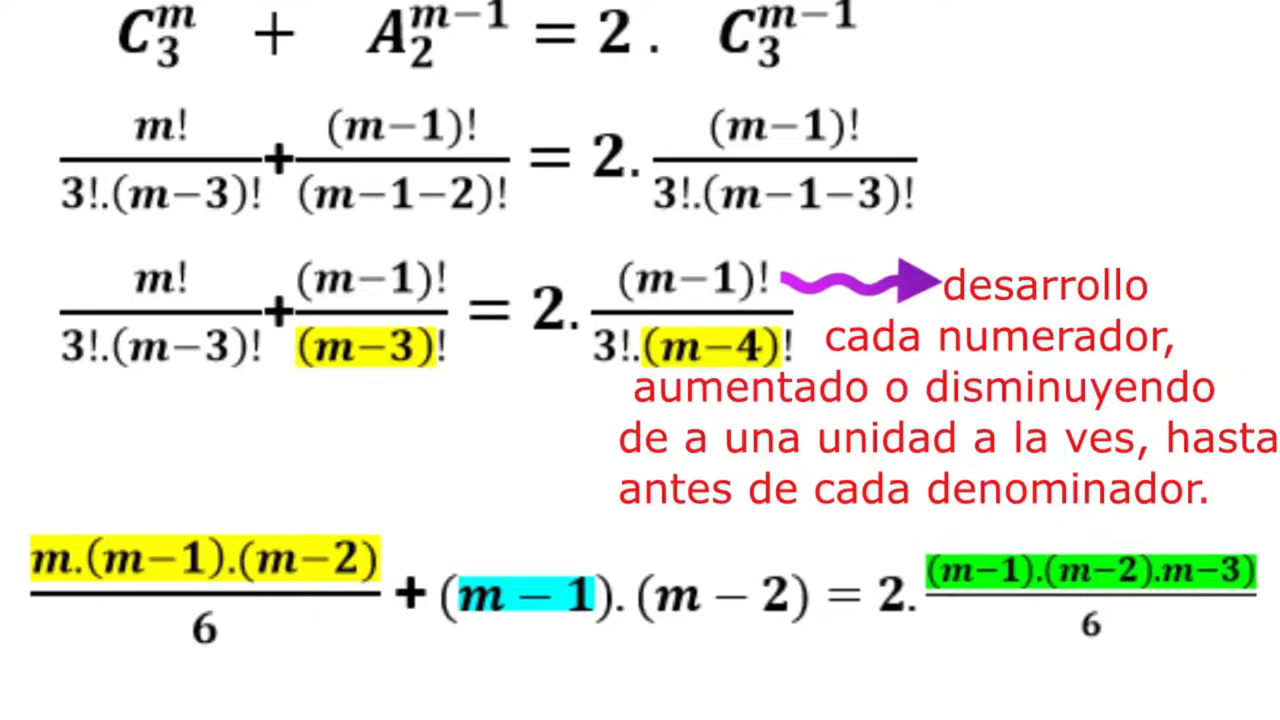 C₃ᵐ + A₂ᵐ⁻¹ = 2 . C₃ᵐ⁻¹
m!/3!.(m−3)! + (m−1)!/(m−1−2)! = 2. (m−1)!/3!.(m−1−3)!
m!/3!.(m−3)! + (m−1)!/(m−3)! = 2. (m−1)!/3!.(m−4)!
desarrollo
cada numerador,
aumentado o disminuyendo
de a una unidad a la ves, hasta
antes de cada denominador.
m.(m−1).(m−2)/6 + (m − 1). (m − 2) = 2. (m−1).(m−2).m−3)/6